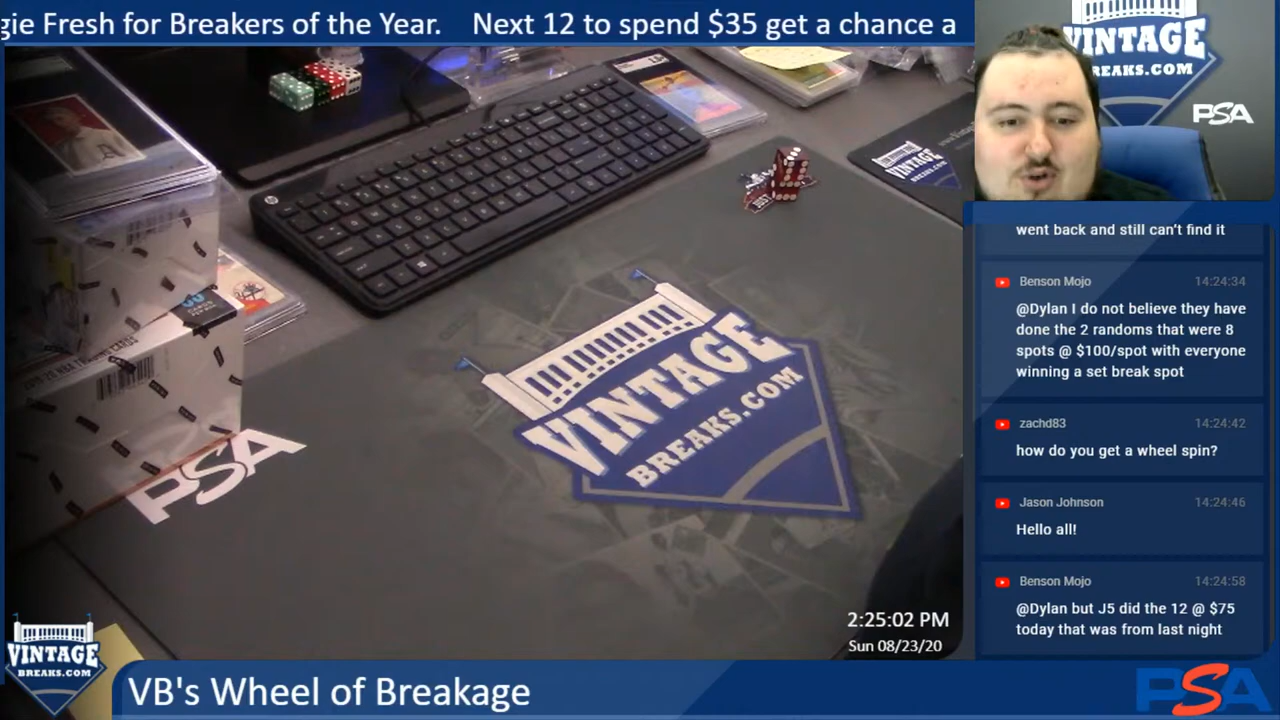 gie Fresh for Breakers of the Year. Next 12 to spend $35 get a chance a
VINTAGE
BREAKS.COM
PSA
VINTAGE
BREAKS.COM
VINTAGE
BREAKS.COM
PSA
went back and still can't find it
Benson Mojo 14:24:34
@Dylan I do not believe they have
done the 2 randoms that were 8
spots @ $100/spot with everyone
winning a set break spot
zachd83 14:24:42
how do you get a wheel spin?
Jason Johnson 14:24:46
Hello all!
Benson Mojo 14:24:58
@Dylan but J5 did the 12 @ $75
today that was from last night
2:25:02 PM
Sun 08/23/20
VINTAGE
BREAKS.COM
VB's Wheel of Breakage
PSA